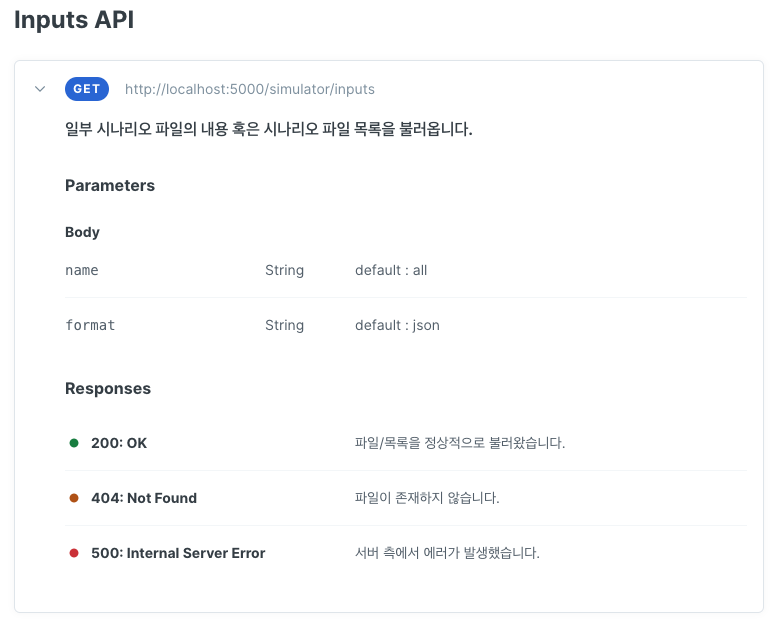 Inputs API
GET http://localhost:5000/simulator/inputs
일부 시나리오 파일의 내용 혹은 시나리오 파일 목록을 불러옵니다.
Parameters
Body
name String default : all
format String default : json
Responses
200: OK 파일/목록을 정상적으로 불러왔습니다.
404: Not Found 파일이 존재하지 않습니다.
500: Internal Server Error 서버 측에서 에러가 발생했습니다.